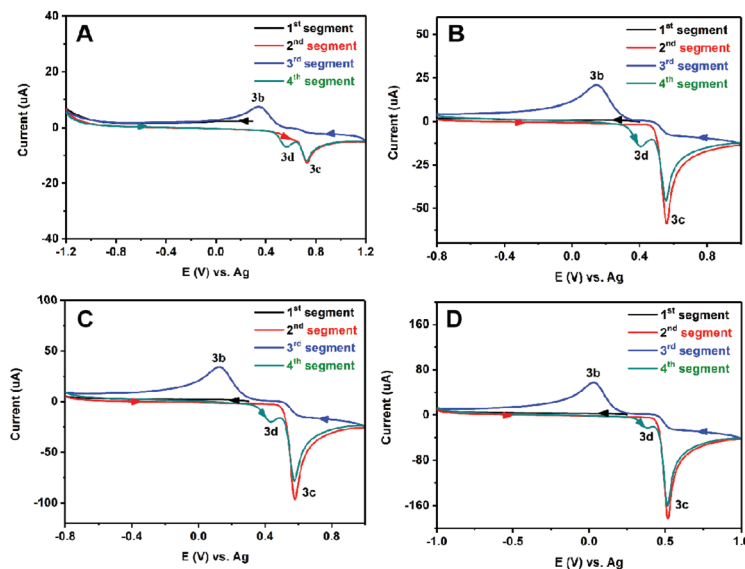 A
1st segment
2nd segment
3rd segment
4th segment
3b
3d
3c
Current (uA)
40
20
0
-20
-40
-1.2
-0.8
-0.4
0.0
0.4
0.8
1.2
E (V) vs. Ag
B
1st segment
2nd segment
3rd segment
4th segment
3b
3d
3c
Current (uA)
50
25
0
-25
-50
-0.8
-0.4
0.0
0.4
0.8
E (V) vs. Ag
C
1st segment
2nd segment
3rd segment
4th segment
3b
3d
3c
Current (uA)
100
50
0
-50
-100
-0.8
-0.4
0.0
0.4
0.8
E (V) vs. Ag
D
1st segment
2nd segment
3rd segment
4th segment
3b
3d
3c
Current (uA)
160
80
0
-80
-160
-1.0
-0.5
0.0
0.5
1.0
E (V) vs. Ag